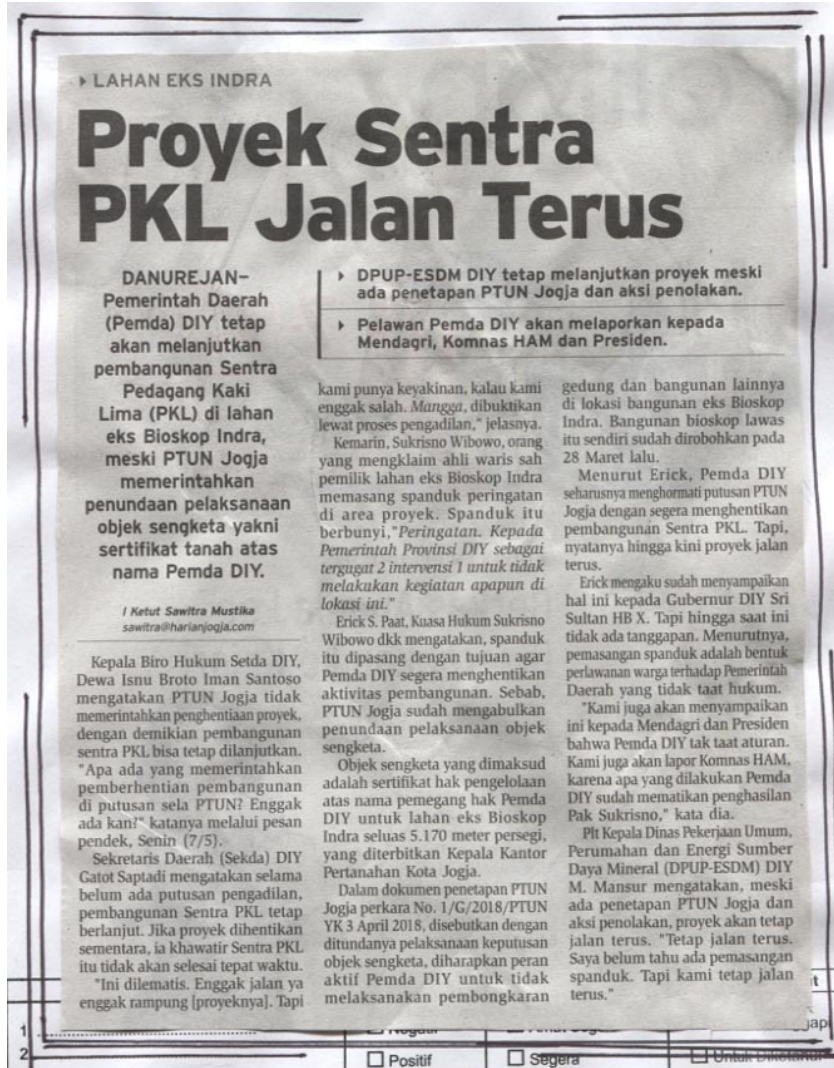 LAHAN EKS INDRA
Proyek Sentra
PKL Jalan Terus
DANUREJAN—
Pemerintah Daerah
(Pemda) DIY tetap
akan melanjutkan
pembangunan Sentra
Pedagang Kaki
Lima (PKL) di lahan
eks Bioskop Indra,
meski PTUN Jogja
memerintahkan
penundaan pelaksanaan
objek sengketa yakni
sertifikat tanah atas
nama Pemda DIY.
I Ketut Sawitra Mustika
sawitra@harianjogja.com
DPUP-ESDM DIY tetap melanjutkan proyek meski
ada penetapan PTUN Jogja dan aksi penolakan.
Pelawan Pemda DIY akan melaporkan kepada
Mendagri, Komnas HAM dan Presiden.
Kepala Biro Hukum Setda DIY,
Dewa Isnu Broto Iman Santoso
mengatakan PTUN Jogja tidak
memerintahkan penghentiaan proyek,
dengan demikian pembangunan
sentra PKL bisa tetap dilanjutkan.
"Apa ada yang memerintahkan
pemberhentian pembangunan
di putusan sela PTUN? Enggak
ada kan?" katanya melalui pesan
pendek, Senin (7/5).
Sekretaris Daerah (Sekda) DIY
Gatot Saptadi mengatakan selama
belum ada putusan pengadilan,
pembangunan Sentra PKL tetap
berlanjut. Jika proyek dihentikan
sementara, ia khawatir Sentra PKL
itu tidak akan selesai tepat waktu.
"Ini dilematis. Enggak jalan ya
enggak rampung [proyeknya]. Tapi
kami punya keyakinan, kalau kami
enggak salah. Mangga, dibuktikan
lewat proses pengadilan," jelasnya.
Kemarin, Sukrisno Wibowo, orang
yang mengklaim ahli waris sah
pemilik lahan eks Bioskop Indra
memasang spanduk peringatan
di area proyek. Spanduk itu
berbunyi,"Peringatan. Kepada
Pemerintah Provinsi DIY sebagai
tergugat 2 intervensi 1 untuk tidak
melakukan kegiatan apapun di
lokasi ini."
Erick S. Paat, Kuasa Hukum Sukrisno
Wibowo dkk mengatakan, spanduk
itu dipasang dengan tujuan agar
Pemda DIY segera menghentikan
aktivitas pembangunan. Sebab,
PTUN Jogja sudah mengabulkan
penundaan pelaksanaan objek
sengketa.
Objek sengketa yang dimaksud
adalah sertifikat hak pengelolaan
atas nama pemegang hak Pemda
DIY untuk lahan eks Bioskop
Indra seluas 5.170 meter persegi,
yang diterbitkan Kepala Kantor
Pertanahan Kota Jogja.
Dalam dokumen penetapan PTUN
Jogja perkara No. 1/G/2018/PTUN
YK 3 April 2018, disebutkan dengan
ditundanya pelaksanaan keputusan
objek sengketa, diharapkan peran
aktif Pemda DIY untuk tidak
melaksanakan pembongkaran
gedung dan bangunan lainnya
di lokasi bangunan eks Bioskop
Indra. Bangunan bioskop lawas
itu sendiri sudah dirobohkan pada
28 Maret lalu.
Menurut Erick, Pemda DIY
seharusnya menghormati putusan PTUN
Jogja dengan segera menghentikan
pembangunan Sentra PKL. Tapi,
nyatanya hingga kini proyek jalan
terus.
Erick mengaku sudah menyampaikan
hal ini kepada Gubernur DIY Sri
Sultan HB X. Tapi hingga saat ini
tidak ada tanggapan. Menurutnya,
pemasangan spanduk adalah bentuk
perlawanan warga terhadap Pemerintah
Daerah yang tidak taat hukum.
"Kami juga akan menyampaikan
ini kepada Mendagri dan Presiden
bahwa Pemda DIY tak taat aturan.
Kami juga akan lapor Komnas HAM,
karena apa yang dilakukan Pemda
DIY sudah mematikan penghasilan
Pak Sukrisno," kata dia.
Plt Kepala Dinas Pekerjaan Umum,
Perumahan dan Energi Sumber
Daya Mineral (DPUP-ESDM) DIY
M. Mansur mengatakan, meski
ada penetapan PTUN Jogja dan
aksi penolakan, proyek akan tetap
jalan terus. "Tetap jalan terus.
Saya belum tahu ada pemasangan
spanduk. Tapi kami tetap jalan
terus."
1
2
Positif
Segera